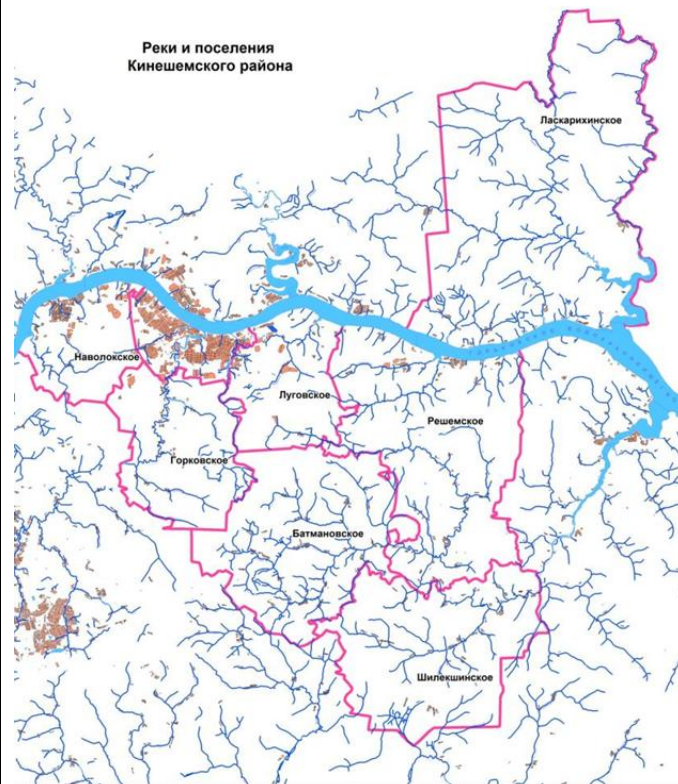 Реки и поселения
Кинешемского района
Ласкарихинское
Наволокское
Луговское
Решемское
Горковское
Батмановское
Шилекшинское